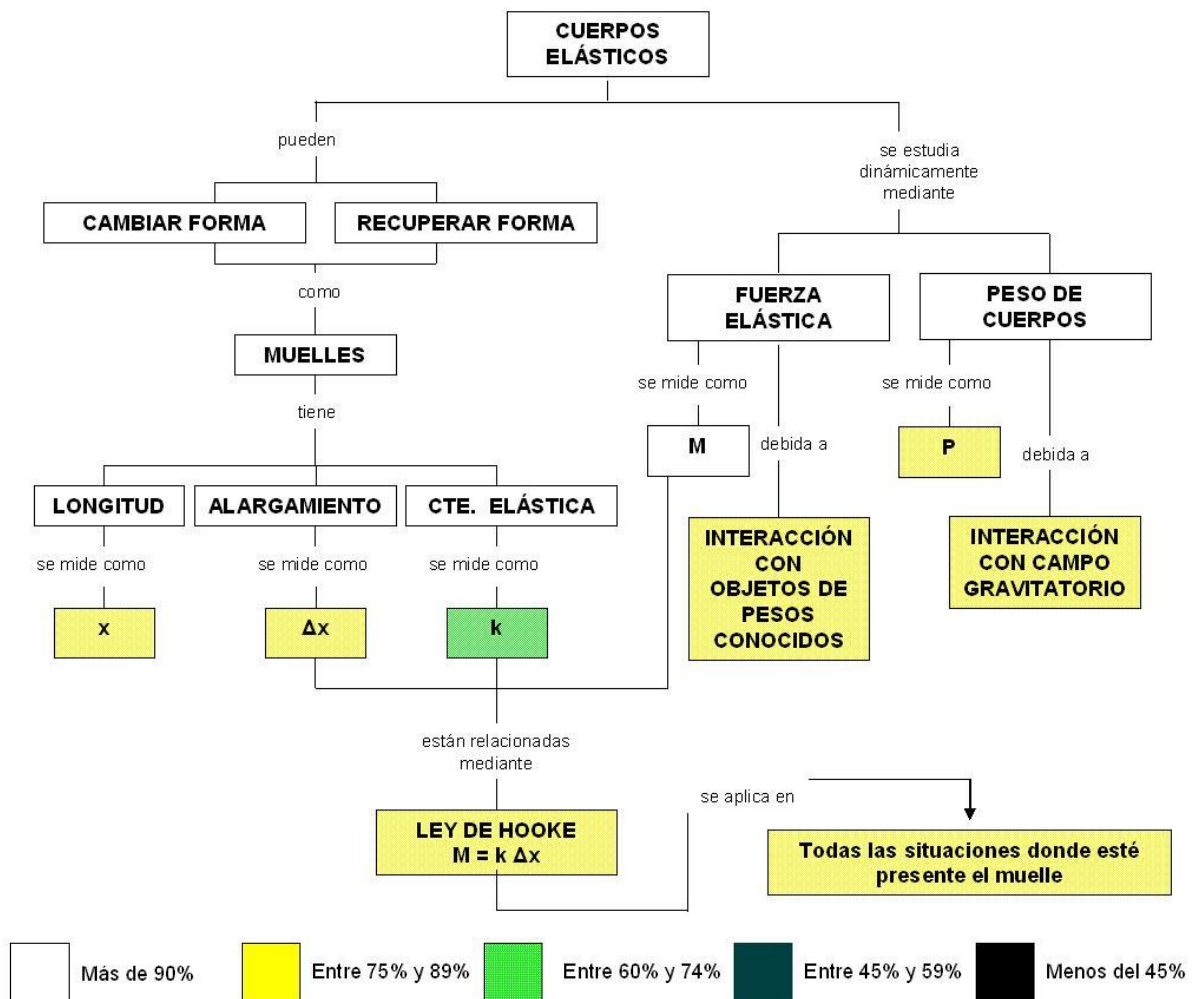 CUERPOS
ELÁSTICOS
pueden
se estudia
dinámicamente
mediante
CAMBIAR FORMA
RECUPERAR FORMA
como
FUERZA
ELÁSTICA
PESO DE
CUERPOS
MUELLES
se mide como
se mide como
tiene
M
debida a
P
debida a
LONGITUD
ALARGAMIENTO
CTE. ELÁSTICA
se mide como
se mide como
se mide como
INTERACCIÓN
CON
OBJETOS DE
PESOS
CONOCIDOS
INTERACCIÓN
CON CAMPO
GRAVITATORIO
x
Δx
k
están relacionadas
mediante
se aplica en
LEY DE HOOKE
M = k Δx
Todas las situaciones donde esté
presente el muelle
Más de 90%
Entre 75% y 89%
Entre 60% y 74%
Entre 45% y 59%
Menos del 45%